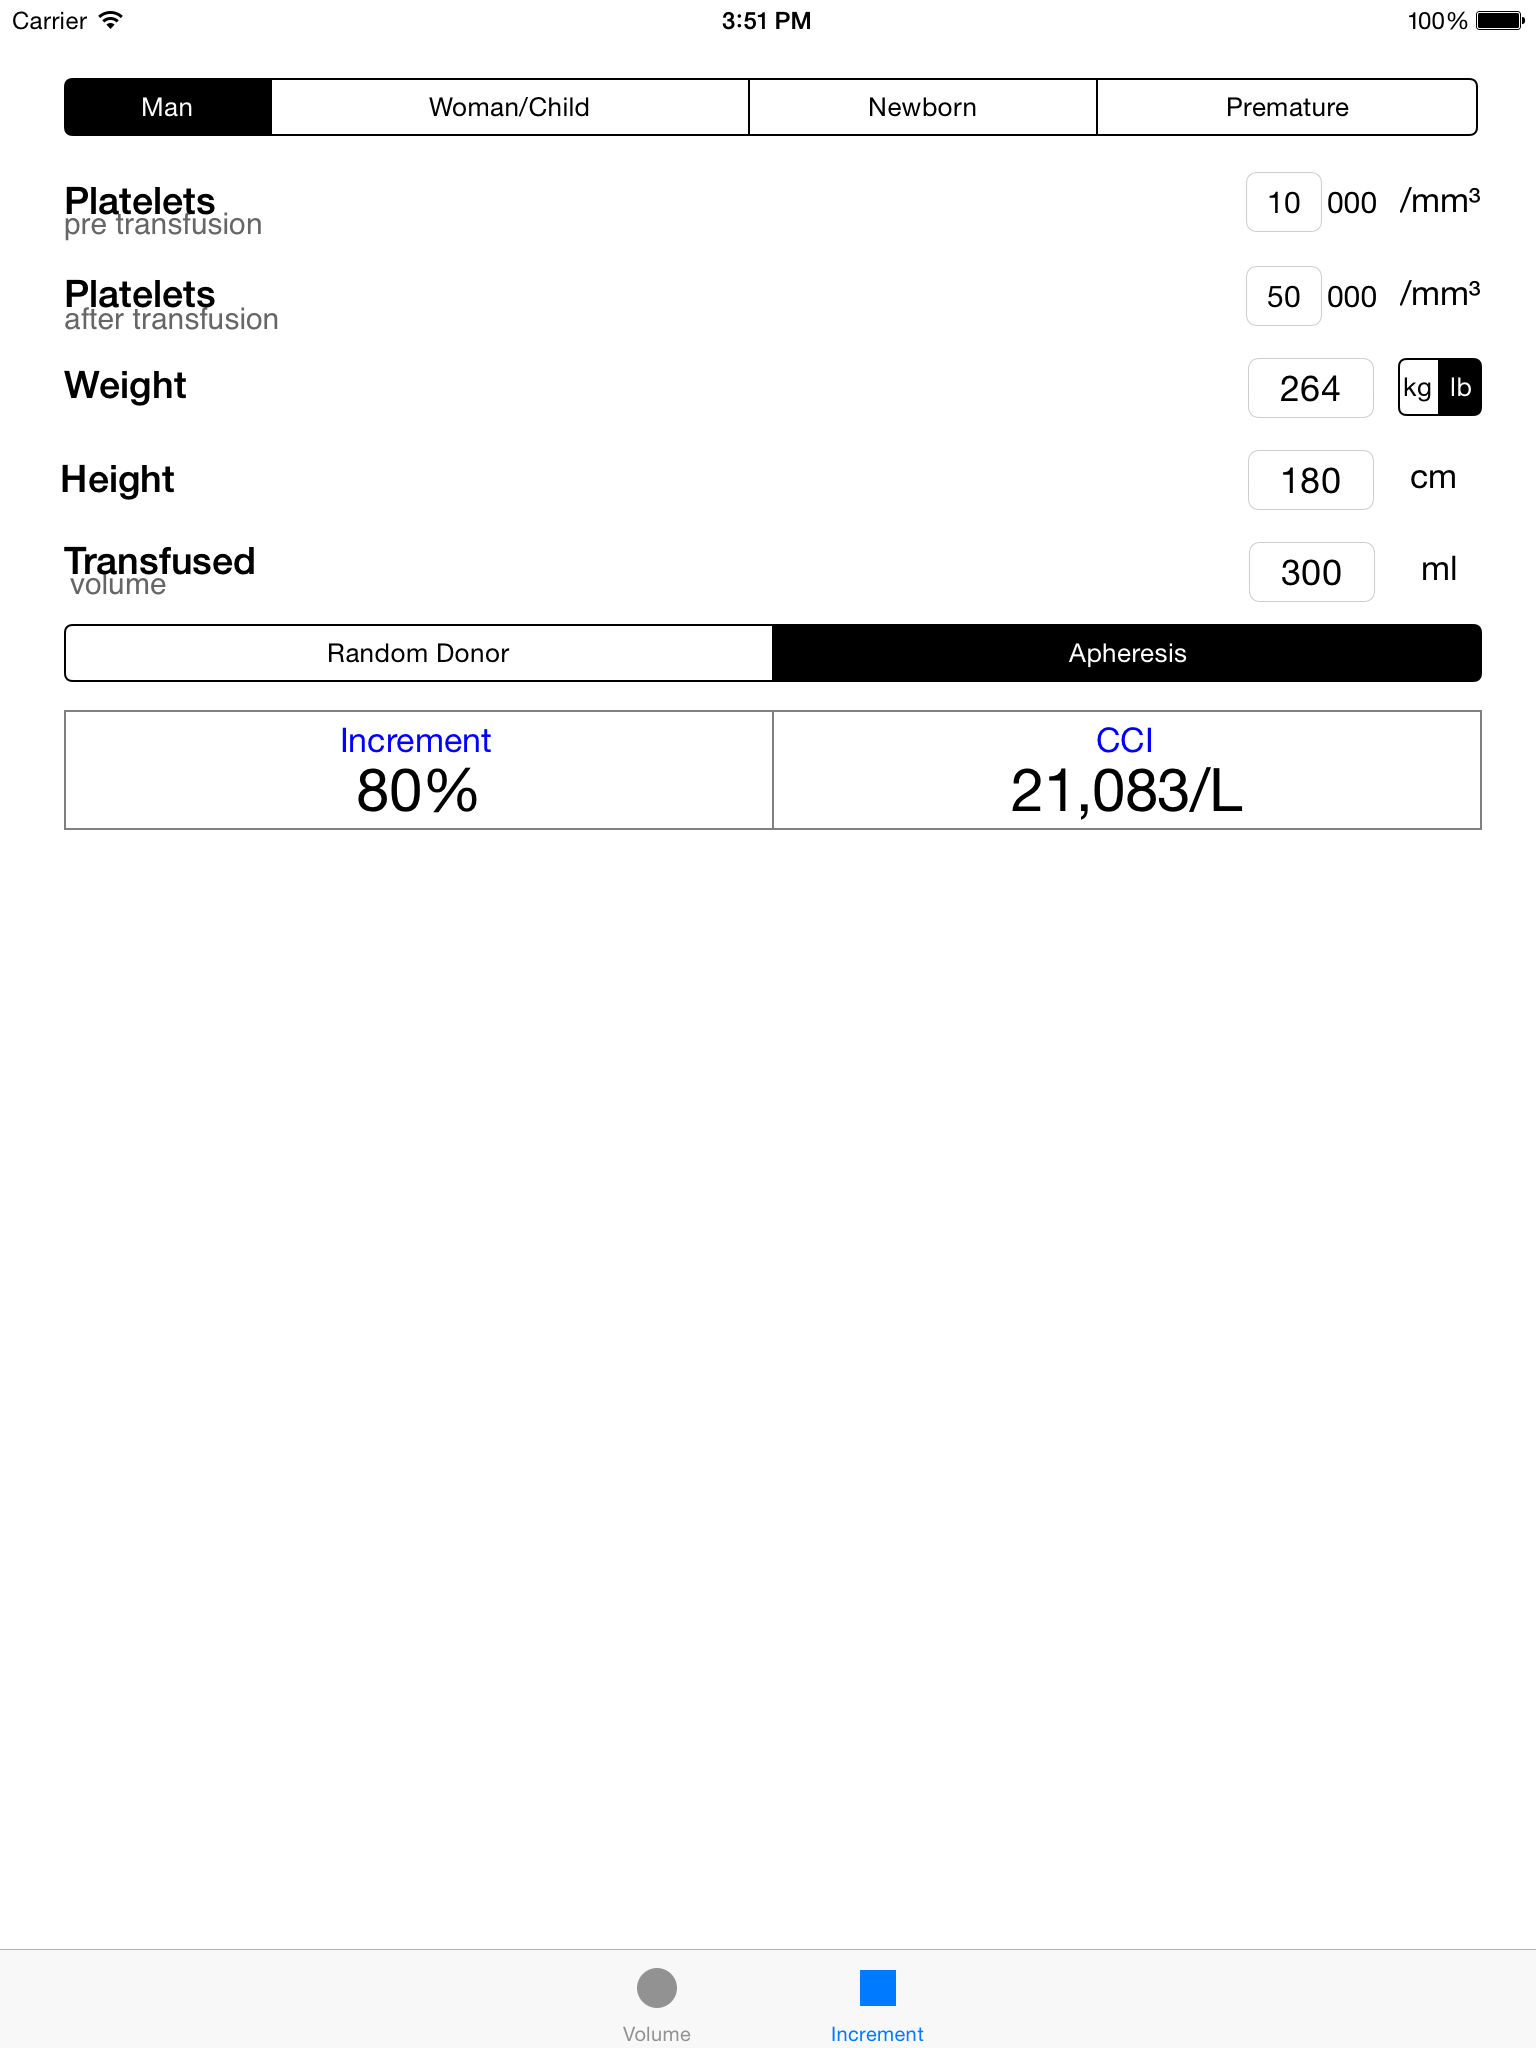 Carrier 3:51 PM 100%
Man Woman/Child Newborn Premature
Platelets 10 000 /mm³
pre transfusion
Platelets 50 000 /mm³
after transfusion
Weight 264 kg lb
Height 180 cm
Transfused 300 ml
volume
Random Donor Apheresis
Increment CCI
80% 21,083/L
Volume Increment